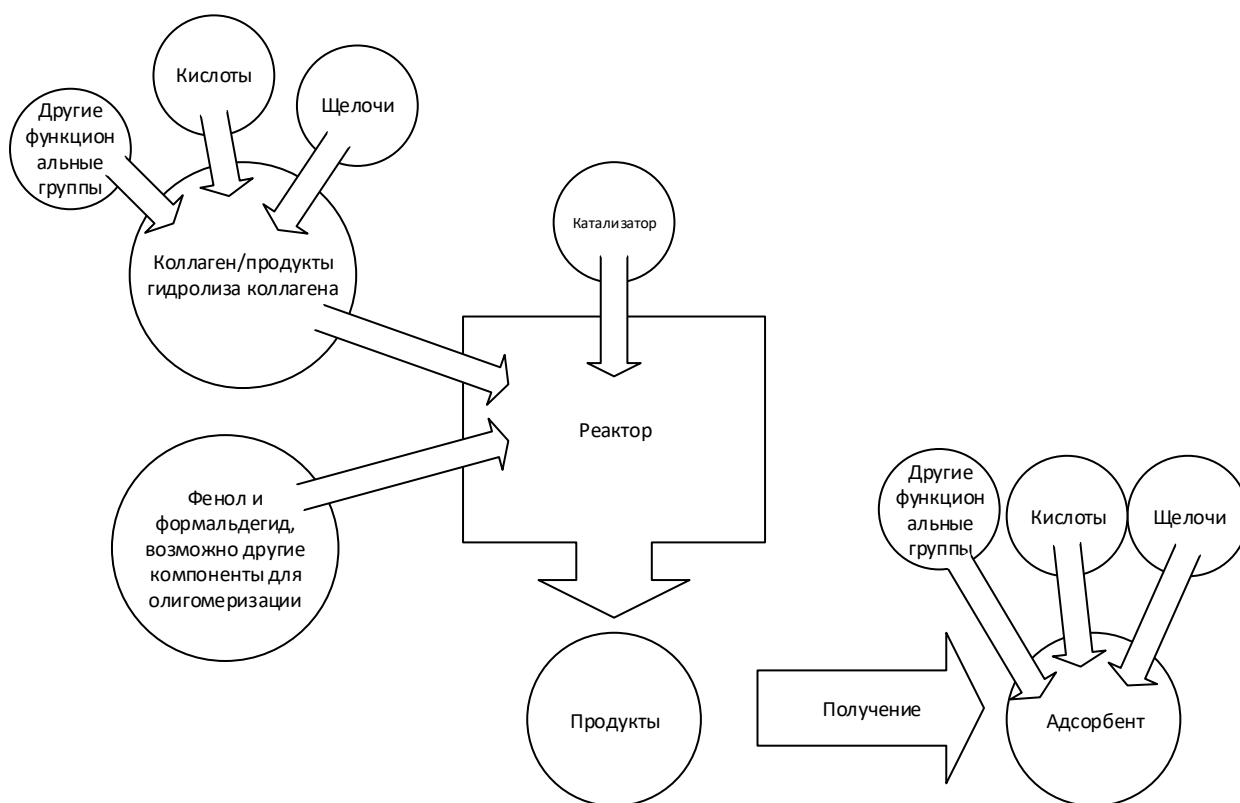 Кислоты
Щелочи
Другие
функцион
альные
группы
Коллаген/продукты
гидролиза коллагена
Катализатор
Реактор
Фенол и
формальдегид,
возможно другие
компоненты для
олигомеризации
Другие
функцион
альные
группы
Кислоты
Щелочи
Продукты
Получение
Адсорбент